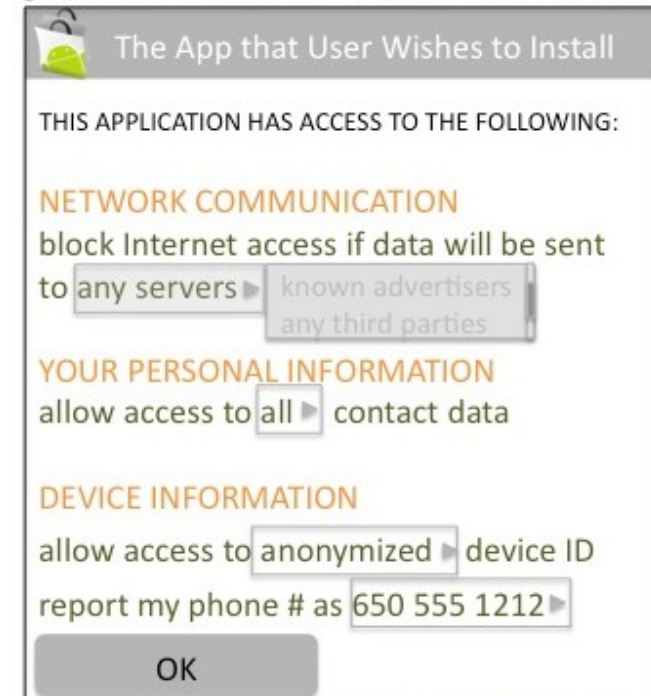 The App that User Wishes to Install
THIS APPLICATION HAS ACCESS TO THE FOLLOWING:
NETWORK COMMUNICATION
block Internet access if data will be sent
to any servers known advertisers
any third parties
YOUR PERSONAL INFORMATION
allow access to all contact data
DEVICE INFORMATION
allow access to anonymized device ID
report my phone # as 650 555 1212
OK